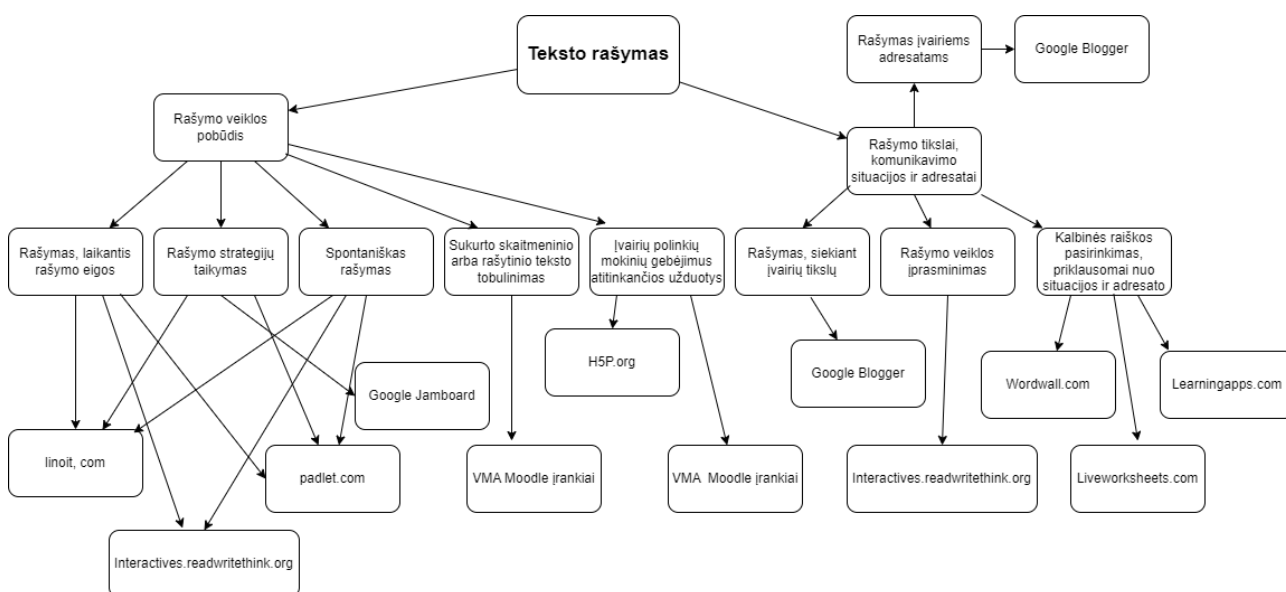 Teksto rašymas
Rašymas įvairiems
adresatams
Google Blogger
Rašymo veiklos
pobūdis
Rašymo tikslai,
komunikavimo
situacijos ir adresatai
Rašymas, laikantis
rašymo eigos
Rašymo strategijų
taikymas
Spontaniškas
rašymas
Sukurto skaitmeninio
arba rašytinio teksto
tobulinimas
Įvairių polinkių
mokinių gebėjimus
atitinkančios užduotys
Rašymas, siekiant
įvairių tikslų
Rašymo veiklos
įprasminimas
Kalbinės raiškos
pasirinkimas,
priklausomai nuo
situacijos ir adresato
H5P.org
Google Jamboard
Google Blogger
Wordwall.com
Learningapps.com
linoit, com
padlet.com
VMA Moodle įrankiai
VMA Moodle įrankiai
Interactives.readwritethink.org
Liveworksheets.com
Interactives.readwritethink.org